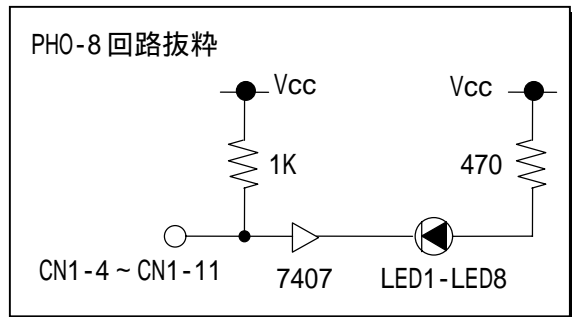 PHO-8 回路抜粋
Vcc
Vcc
1K
470
CN1-4 ~ CN1-11
7407
LED1-LED8